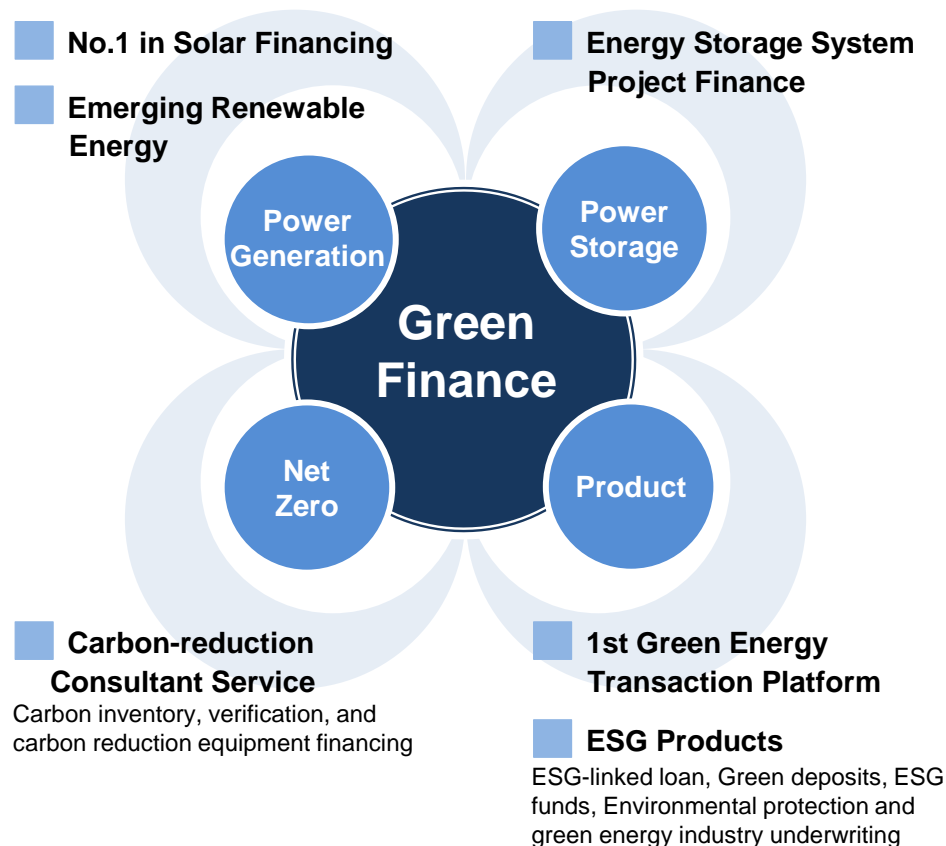 No.1 in Solar Financing
Emerging Renewable
Energy
Energy Storage System
Project Finance
Power
Generation
Power
Storage
Green
Finance
Net
Zero
Product
Carbon-reduction
Consultant Service
Carbon inventory, verification, and
carbon reduction equipment financing
1st Green Energy
Transaction Platform
ESG Products
ESG-linked loan, Green deposits, ESG
funds, Environmental protection and
green energy industry underwriting